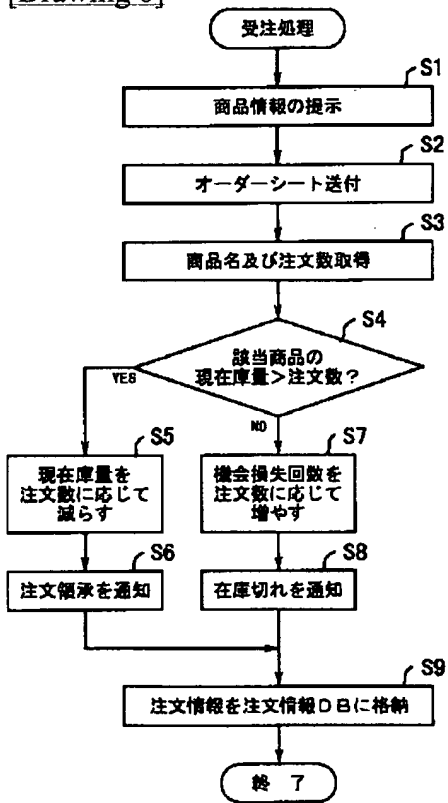 受注処理
S1
商品情報の提示
S2
オーダーシート送付
S3
商品名及び注文数取得
S4
該当商品の
現在庫量>注文数？
YES
NO
S5
現在庫量を
注文数に応じて
減らす
S7
機会損失回数を
注文数に応じて
増やす
S6
注文領承を通知
S8
在庫切れを通知
S9
注文情報を注文情報DBに格納
終 了